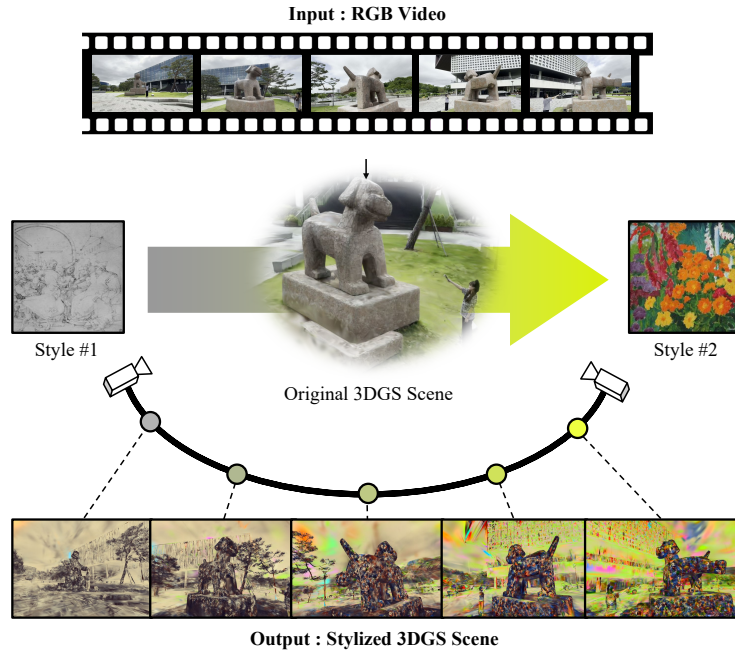 Input : RGB Video
Style #1
Style #2
Original 3DGS Scene
Output : Stylized 3DGS Scene